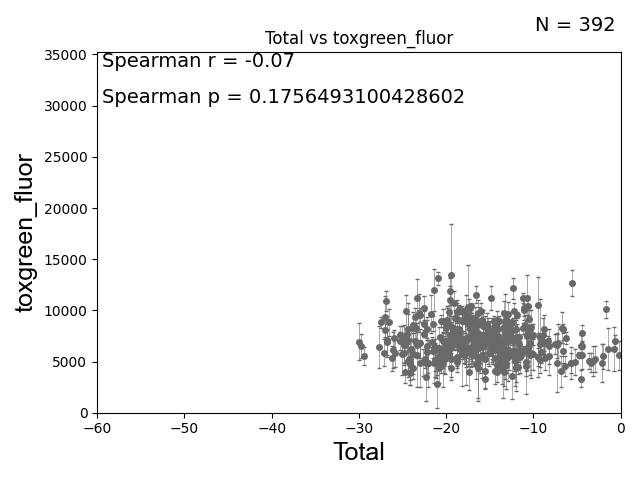 N = 392
Total vs toxgreen_fluor
Spearman r = -0.07
Spearman p = 0.1756493100428602
35000
30000
25000
20000
15000
10000
5000
0
toxgreen_fluor
−60 −50 −40 −30 −20 −10 0
Total